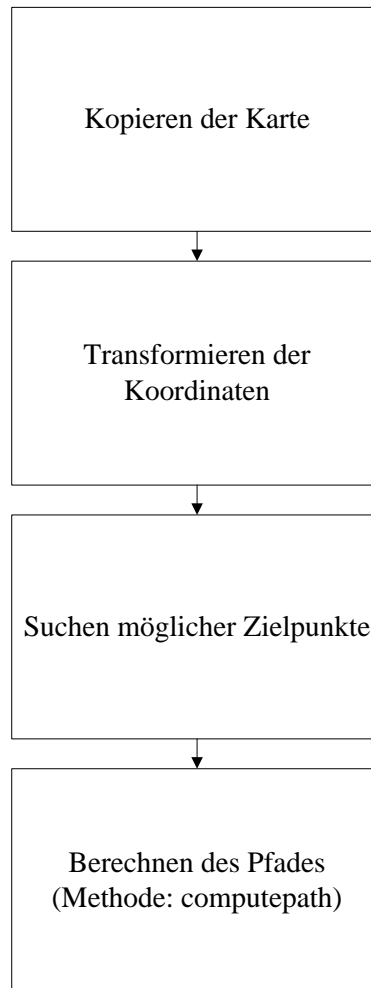 Kopieren der Karte
Transformieren der
Koordinaten
Suchen möglicher Zielpunkte
Berechnen des Pfades
(Methode: computepath)